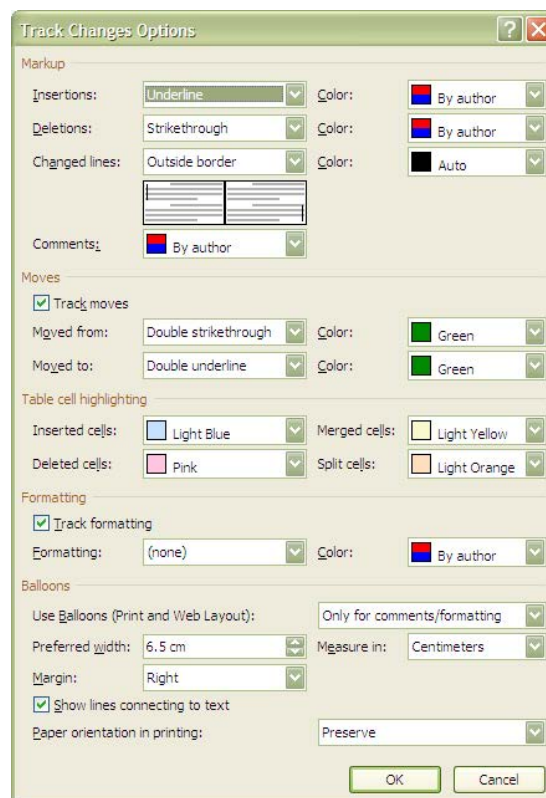 Track Changes Options
Markup
Insertions: Underline Color: By author
Deletions: Strikethrough Color: By author
Changed lines: Outside border Color: Auto
Comments: By author
Moves
Track moves
Moved from: Double strikethrough Color: Green
Moved to: Double underline Color: Green
Table cell highlighting
Inserted cells: Light Blue Merged cells: Light Yellow
Deleted cells: Pink Split cells: Light Orange
Formatting
Track formatting
Formatting: (none) Color: By author
Balloons
Use Balloons (Print and Web Layout): Only for comments/formatting
Preferred width: 6.5 cm Measure in: Centimeters
Margin: Right
Show lines connecting to text
Paper orientation in printing: Preserve
OK Cancel